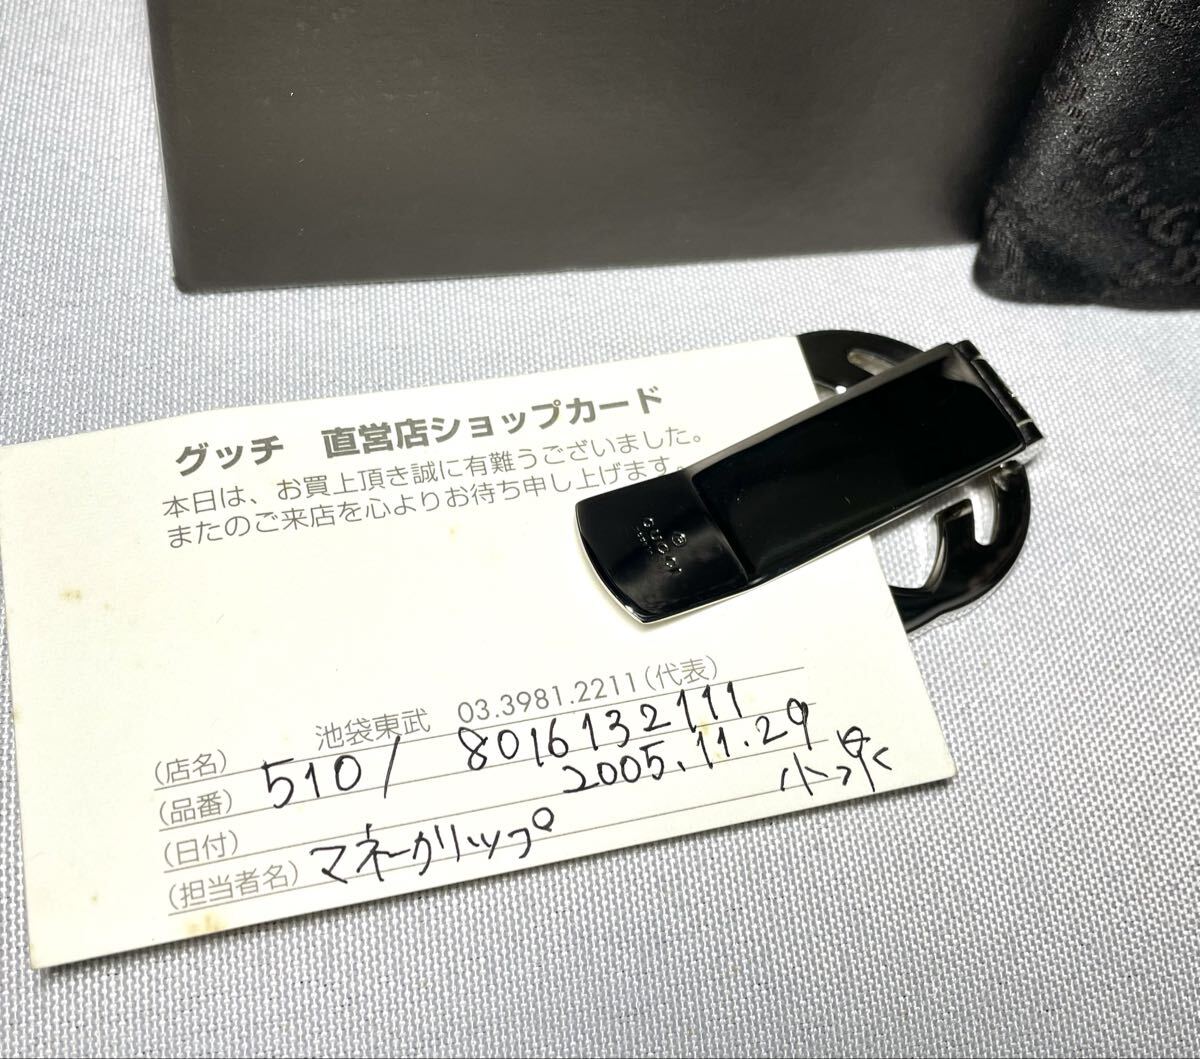 グッチ 直営店ショップカード
本日は、お買上頂き誠に有難うございました。
またのご来店を心よりお待ち申し上げます。
(店名) 池袋東武 03.3981.2211(代表)
(品番) 510/ 8016132111
(日付) 2005.11.29
(担当者名) マネークリップ
GUCCI